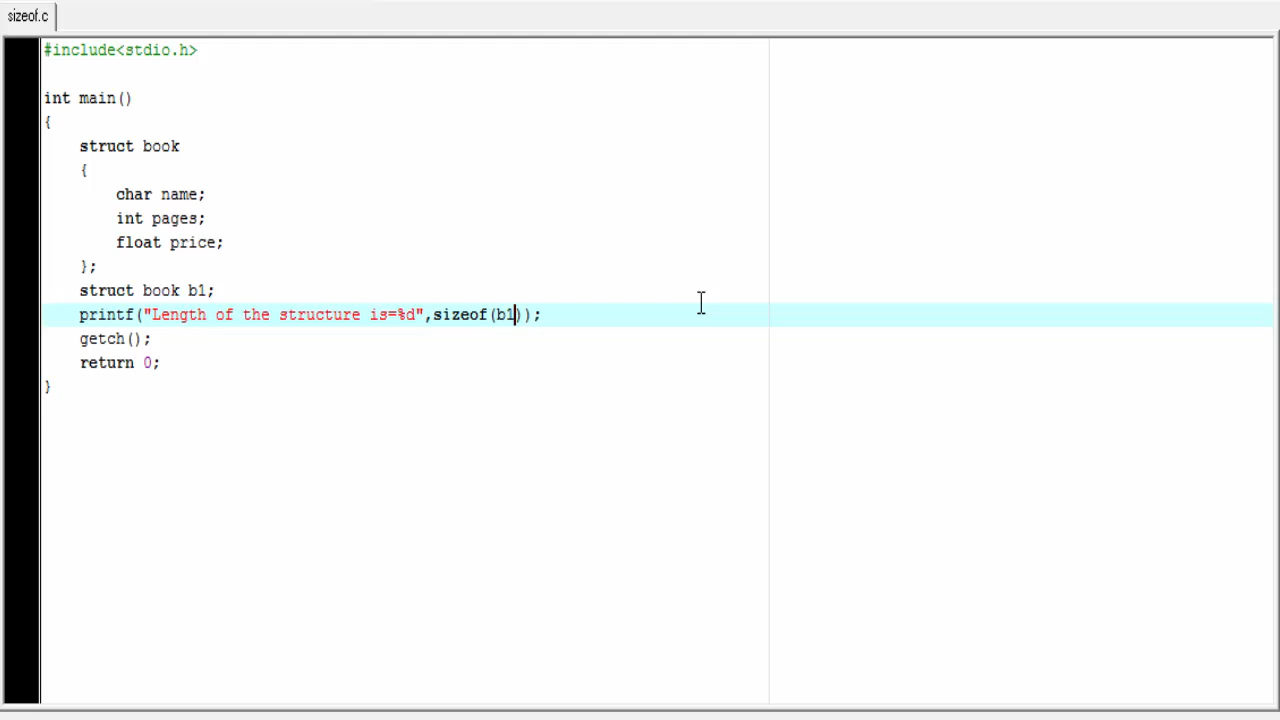 sizeof.c
#include<stdio.h>
int main()
{
struct book
{
char name;
int pages;
float price;
};
struct book b1;
printf("Length of the structure is=%d",sizeof(b1));
getch();
return 0;
}